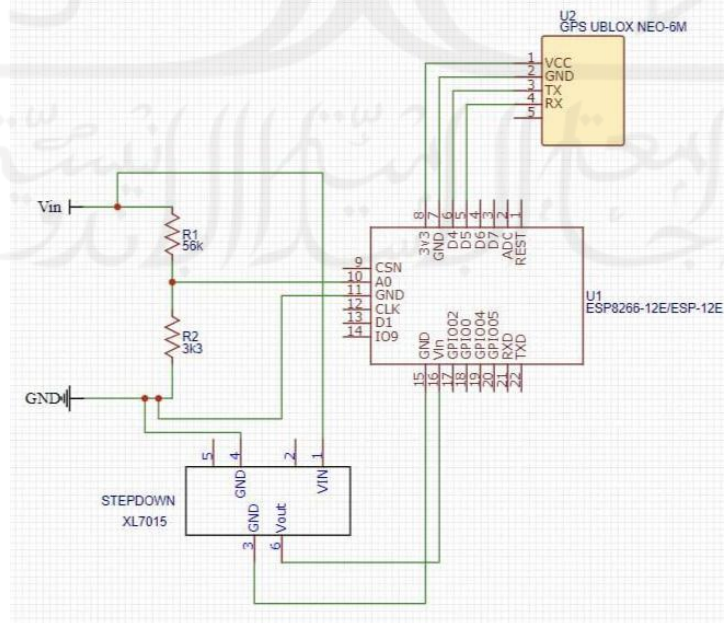 U2
GPS UBLOX NEO-6M
1 VCC
2 GND
3 TX
4 RX
5
Vin
R1
56k
R2
3k3
GND
8 7 6 5 4 3 2 1
3v3 GND D4 D5 D6 D7 ADC REST
9 CSN
10 A0
11 GND
12 CLK
13 D1
14 IO9
U1
ESP8266-12E/ESP-12E
GND Vin GPIO02 GPIO0 GPIO04 GPIO05 RXD TXD
15 16 17 18 19 20 21 22
STEPDOWN
XL7015
5 4 2 1
GND VIN
GND Vout
3 6